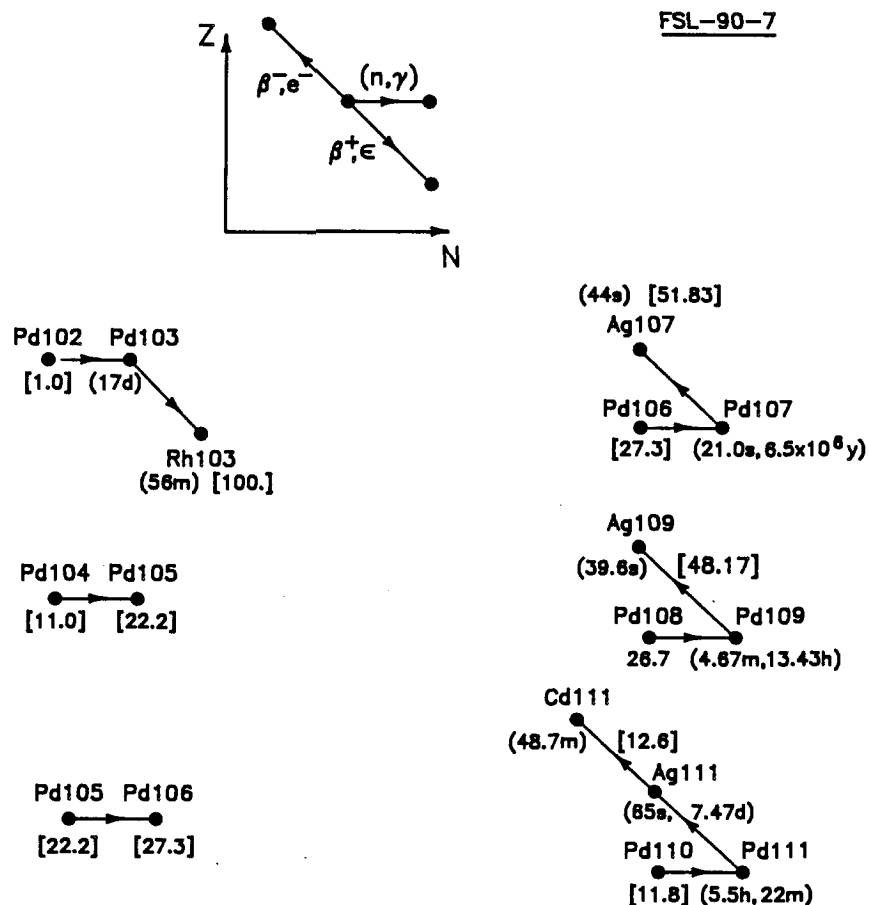 FSL-90-7
Z
(n,γ)
β⁻,e⁻
β⁺,ϵ
N
Pd102 Pd103
[1.0] (17d)
Rh103
(56m) [100.]
Pd104 Pd105
[11.0] [22.2]
Pd105 Pd106
[22.2] [27.3]
(44s) [51.83]
Ag107
Pd106 Pd107
[27.3] (21.0s, 6.5x10⁶y)
Ag109
(39.6s) [48.17]
Pd108 Pd109
26.7 (4.67m,13.43h)
Cd111
(48.7m) [12.6]
Ag111
(65s, 7.47d)
Pd110 Pd111
[11.8] (5.5h, 22m)